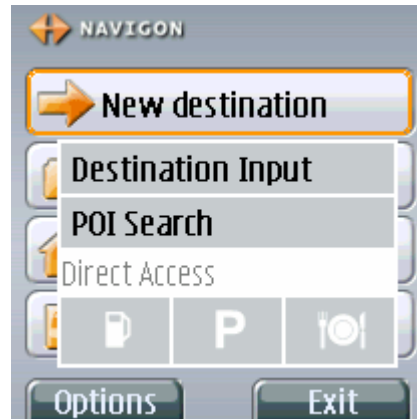 NAVIGON
New destination
Destination Input
POI Search
Direct Access
P
Options Exit